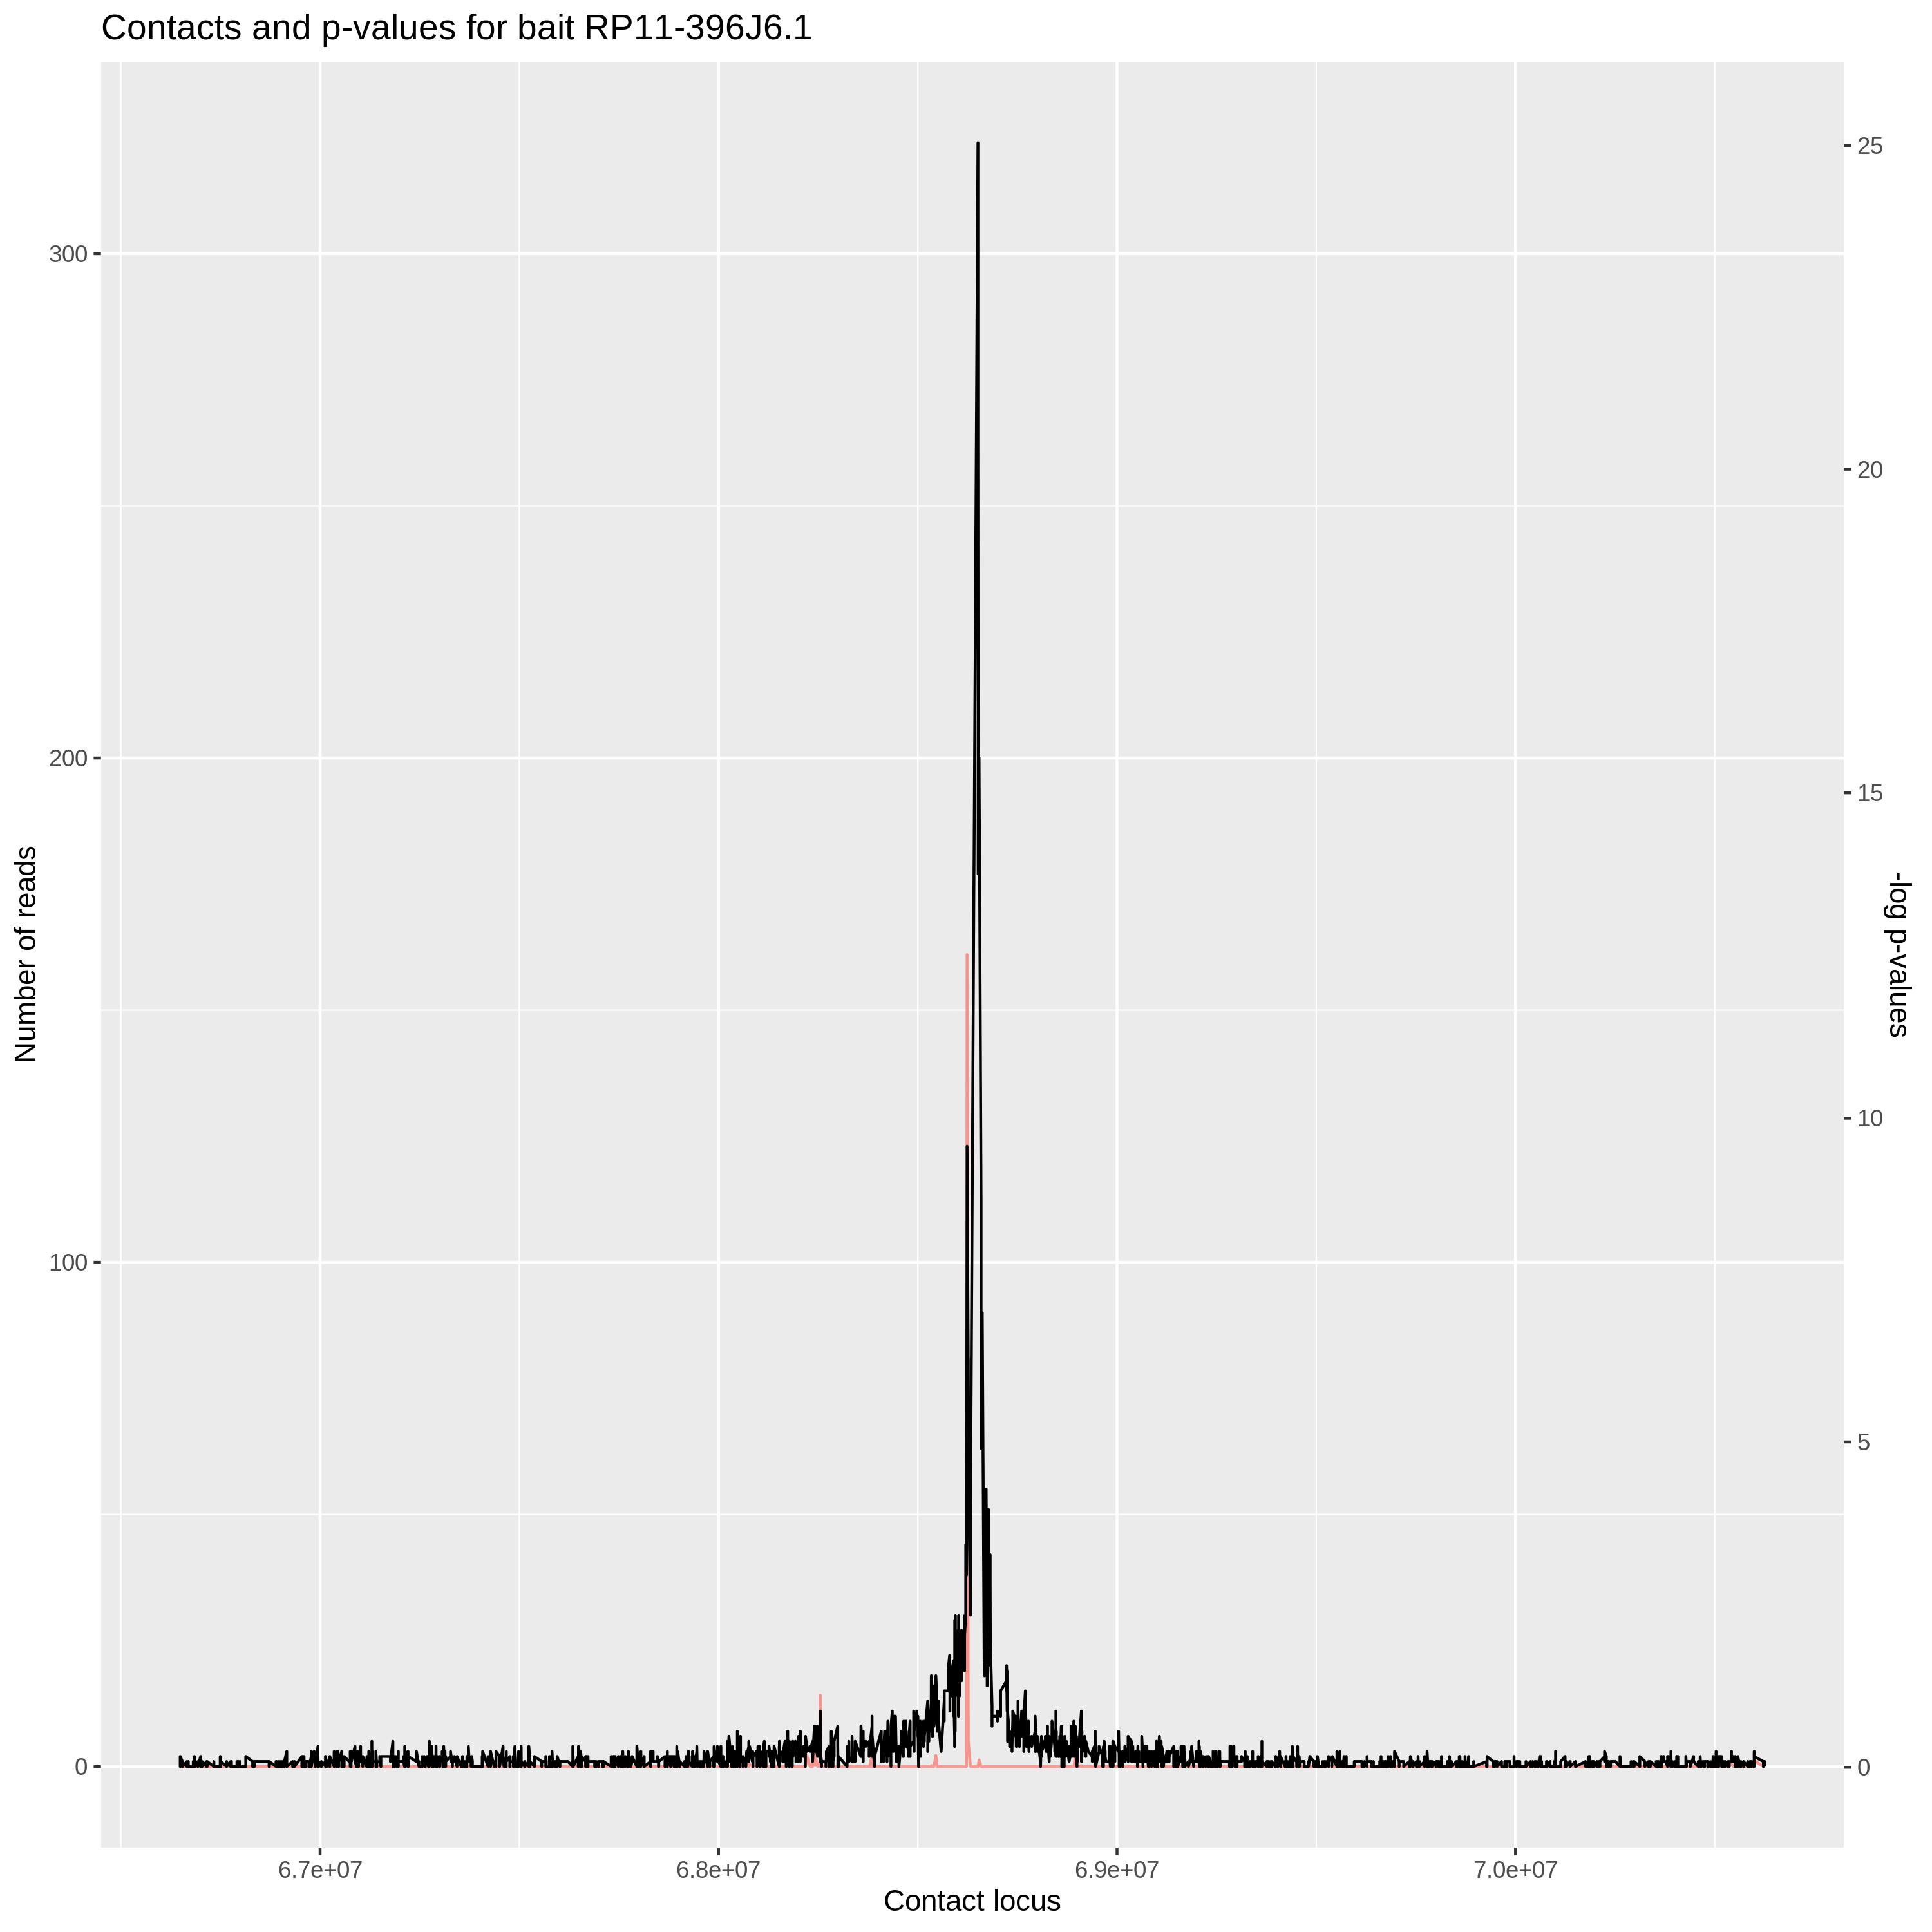 Contacts and p-values for bait RP11-396J6.1
300
200
100
0
Number of reads
25
20
15
10
5
0
-log p-values
6.7e+07 6.8e+07 6.9e+07 7.0e+07
Contact locus